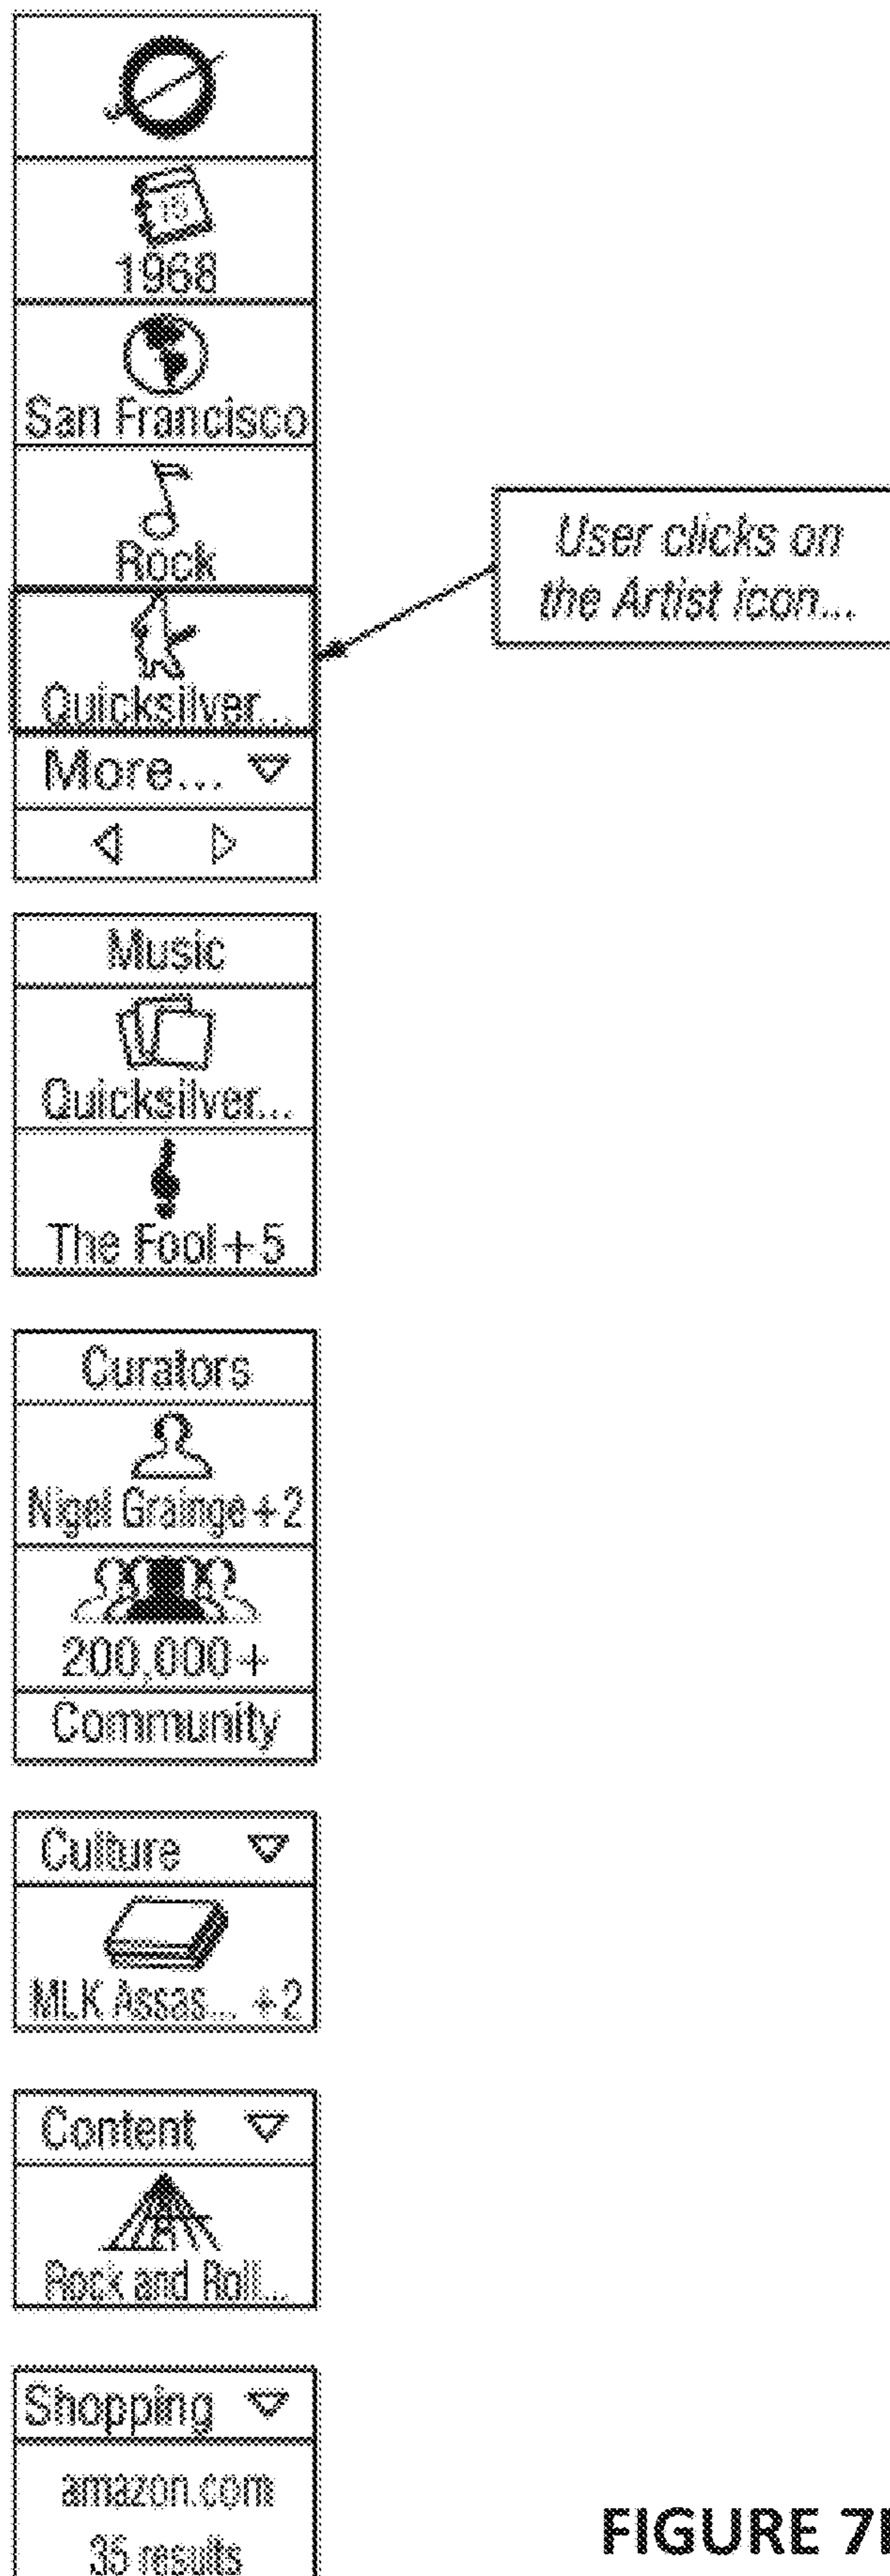 15
1968
San Francisco
Rock
User clicks on
the Artist icon...
Quicksilver...
More...
Music
Quicksilver...
The Fool+5
Curators
Nigel Grainge+2
200,000+
Community
Culture
MLK Assas... +2
Content
Rock and Roll...
Shopping
amazon.com
35 results
FIGURE